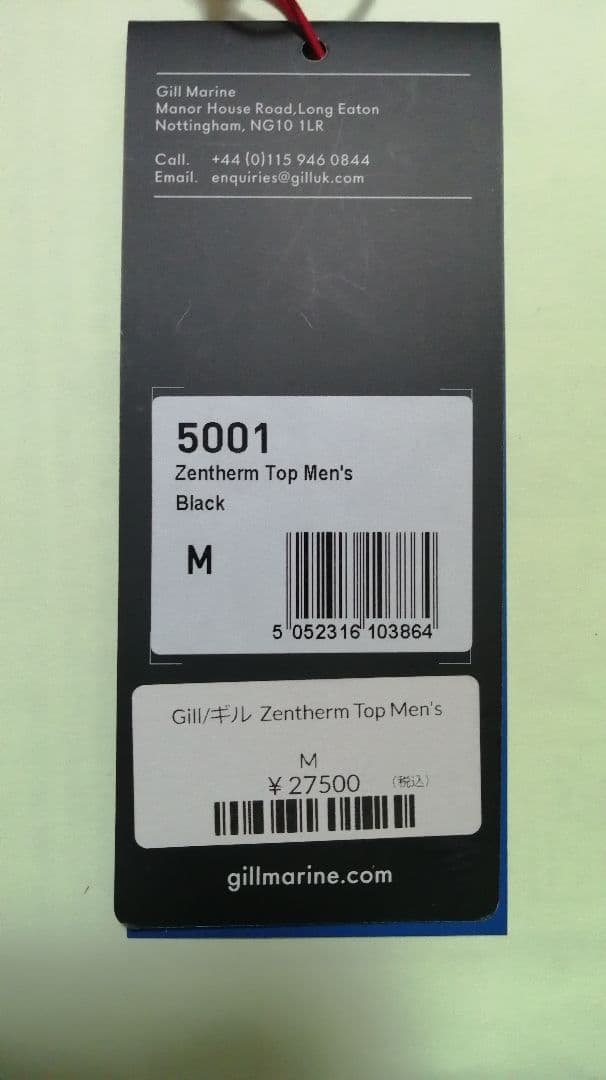 Gill Marine
Manor House Road,Long Eaton
Nottingham, NG10 1LR
Call. +44 (0)115 946 0844
Email. enquiries@gilluk.com
5001
Zentherm Top Men's
Black
M
5 052316 103864
Gill/ギル Zentherm Top Men's
M
¥ 27500 (税込)
gillmarine.com